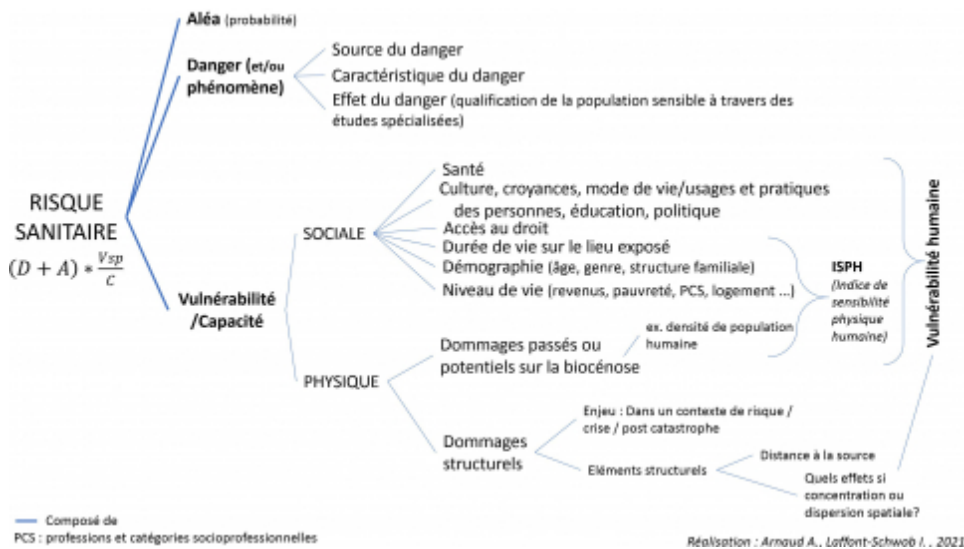 Aléa (probabilité)
Danger (et/ou
phénomène)
Source du danger
Caractéristique du danger
Effet du danger (qualification de la population sensible à travers des
études spécialisées)
RISQUE
SANITAIRE
(D + A) * Vsp/C
Vulnérabilité
/Capacité
SOCIALE
Santé
Culture, croyances, mode de vie/usages et pratiques
des personnes, éducation, politique
Accès au droit
Durée de vie sur le lieu exposé
Démographie (âge, genre, structure familiale)
Niveau de vie (revenus, pauvreté, PCS, logement ...)
PHYSIQUE
Dommages passés ou
potentiels sur la biocénose
ex. densité de population
humaine
ISPH
(Indice de
sensibilité
physique
humaine)
Vulnérabilité humaine
Dommages
structurels
Enjeu : Dans un contexte de risque /
crise / post catastrophe
Eléments structurels
Distance à la source
Quels effets si
concentration ou
dispersion spatiale?
Composé de
PCS : professions et catégories socioprofessionnelles
Réalisation : Arnaud A., Laffont-Schwob I. , 2021